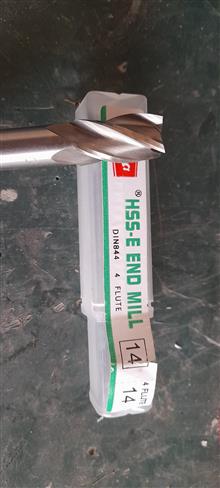 ® HSS-E END MILL
DIN844 4 FLUTE
14
4 FLUTE
14